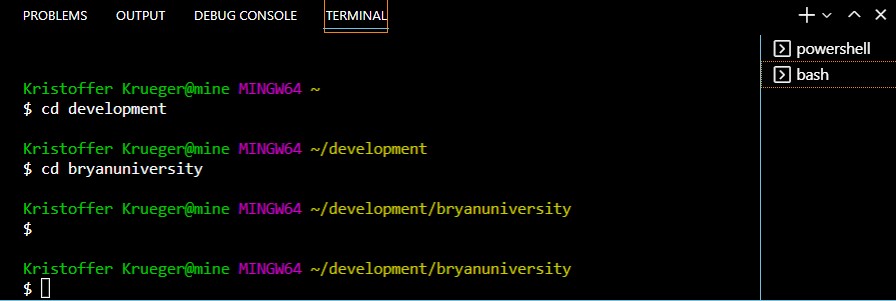 PROBLEMS OUTPUT DEBUG CONSOLE TERMINAL
powershell
bash
Kristoffer Krueger@mine MINGW64 ~
$ cd development
Kristoffer Krueger@mine MINGW64 ~/development
$ cd bryanuniversity
Kristoffer Krueger@mine MINGW64 ~/development/bryanuniversity
$
Kristoffer Krueger@mine MINGW64 ~/development/bryanuniversity
$